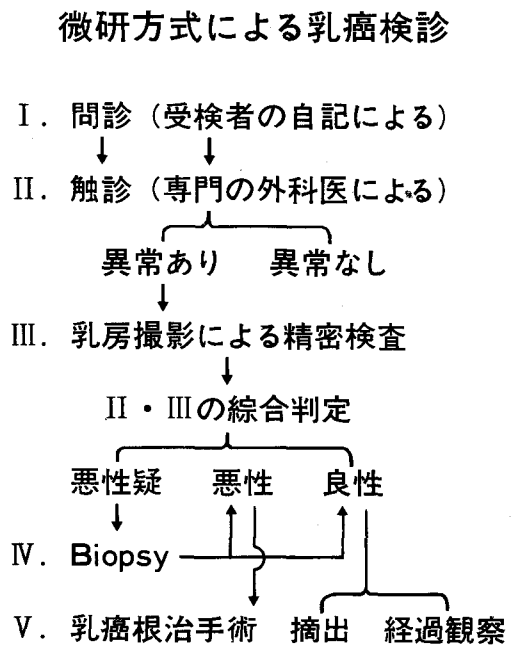 微研方式による乳癌検診
Ⅰ. 問診（受検者の自記による）
Ⅱ. 触診（専門の外科医による）
異常あり 異常なし
Ⅲ. 乳房撮影による精密検査
Ⅱ・Ⅲの綜合判定
悪性疑 悪性 良性
Ⅳ. Biopsy
Ⅴ. 乳癌根治手術 摘出 経過観察